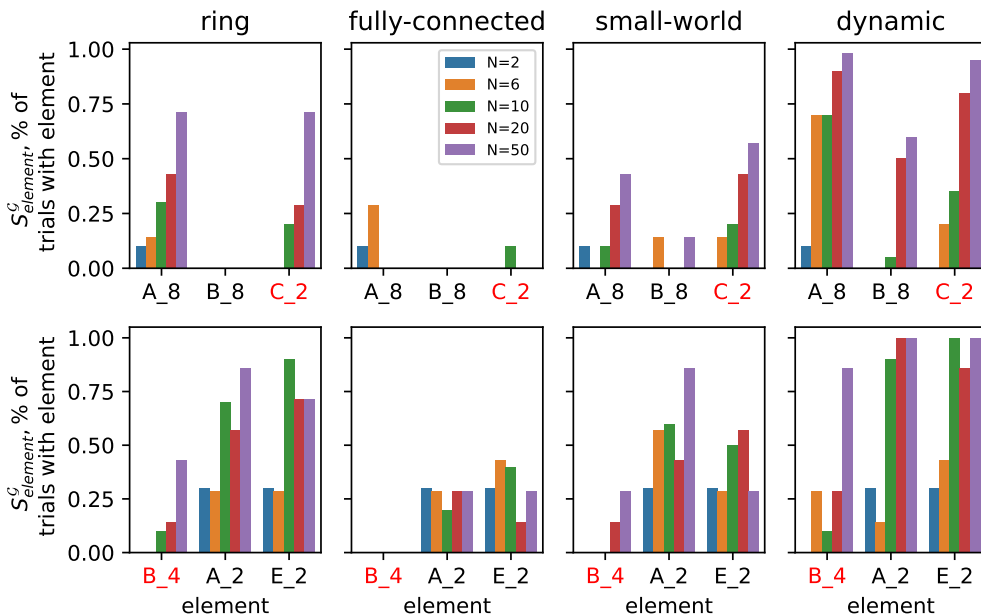 ring fully-connected small-world dynamic
S^G_element, % of
trials with element
1.00
0.75
0.50
0.25
0.00
N=2
N=6
N=10
N=20
N=50
A_8 B_8 C_2 A_8 B_8 C_2 A_8 B_8 C_2 A_8 B_8 C_2
S^G_element, % of
trials with element
1.00
0.75
0.50
0.25
0.00
B_4 A_2 E_2 B_4 A_2 E_2 B_4 A_2 E_2 B_4 A_2 E_2
element element element element